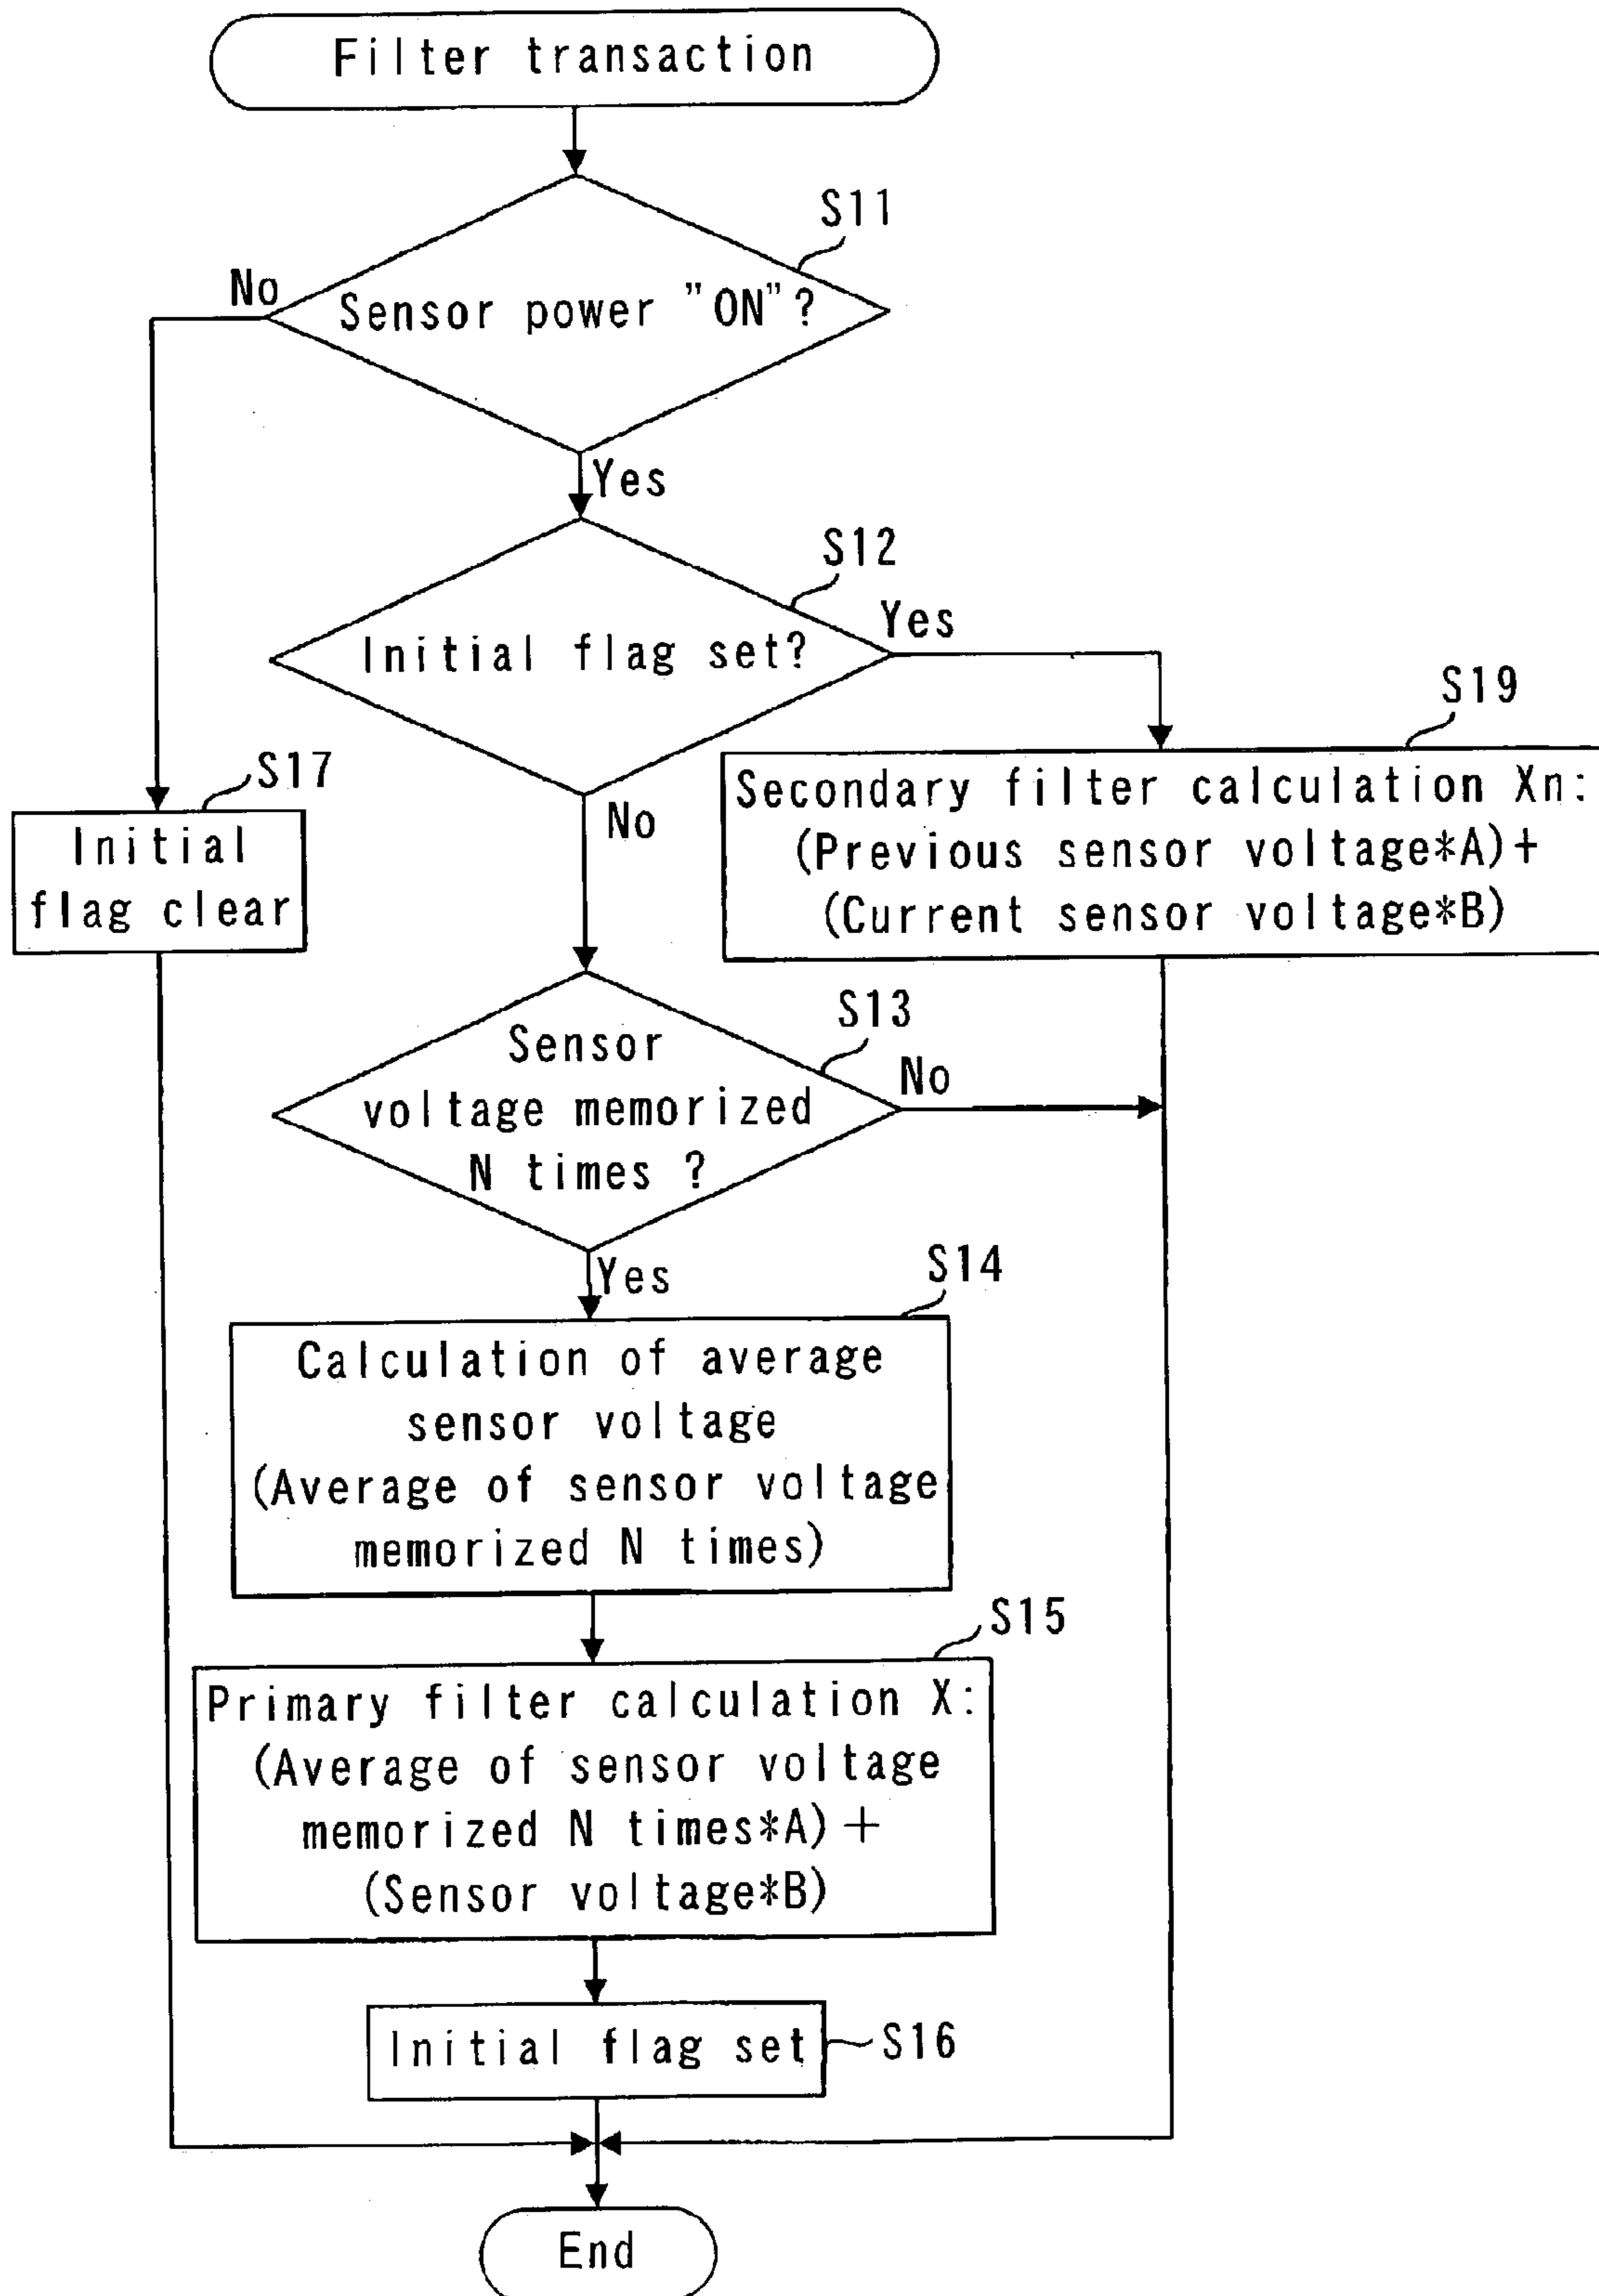 Filter transaction
S11
No
Sensor power "ON"?
Yes
S12
Yes
Initial flag set?
S19
Secondary filter calculation Xn:
(Previous sensor voltage*A)+
(Current sensor voltage*B)
S17
Initial
flag clear
No
S13
Sensor
voltage memorized
N times ?
No
Yes
S14
Calculation of average
sensor voltage
(Average of sensor voltage
memorized N times)
S15
Primary filter calculation X:
(Average of sensor voltage
memorized N times*A)+
(Sensor voltage*B)
Initial flag set
S16
End